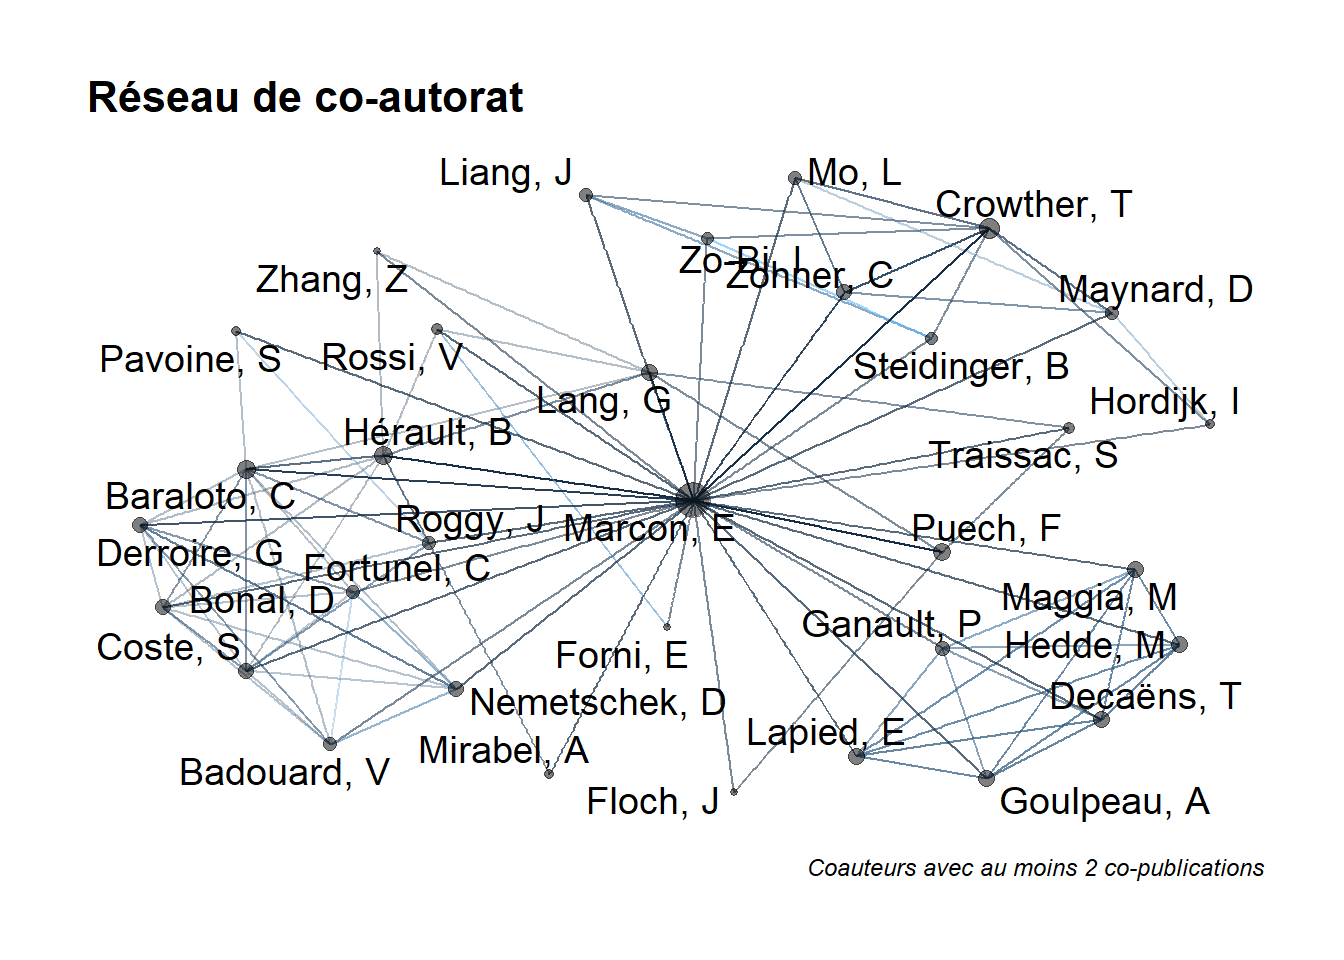 Réseau de co-autorat
Liang, J
Mo, L
Crowther, T
Zo-Bi, I
Zohner, C
Zhang, Z
Maynard, D
Pavoine, S
Rossi, V
Steidinger, B
Lang, G
Hordijk, I
Hérault, B
Traissac, S
Baraloto, C
Roggy, J
Marcon, E
Puech, F
Derroire, G
Fortunel, C
Bonal, D
Maggia, M
Ganault, P
Coste, S
Forni, E
Hedde, M
Nemetschek, D
Decaëns, T
Mirabel, A
Lapied, E
Badouard, V
Floch, J
Goulpeau, A
Coauteurs avec au moins 2 co-publications